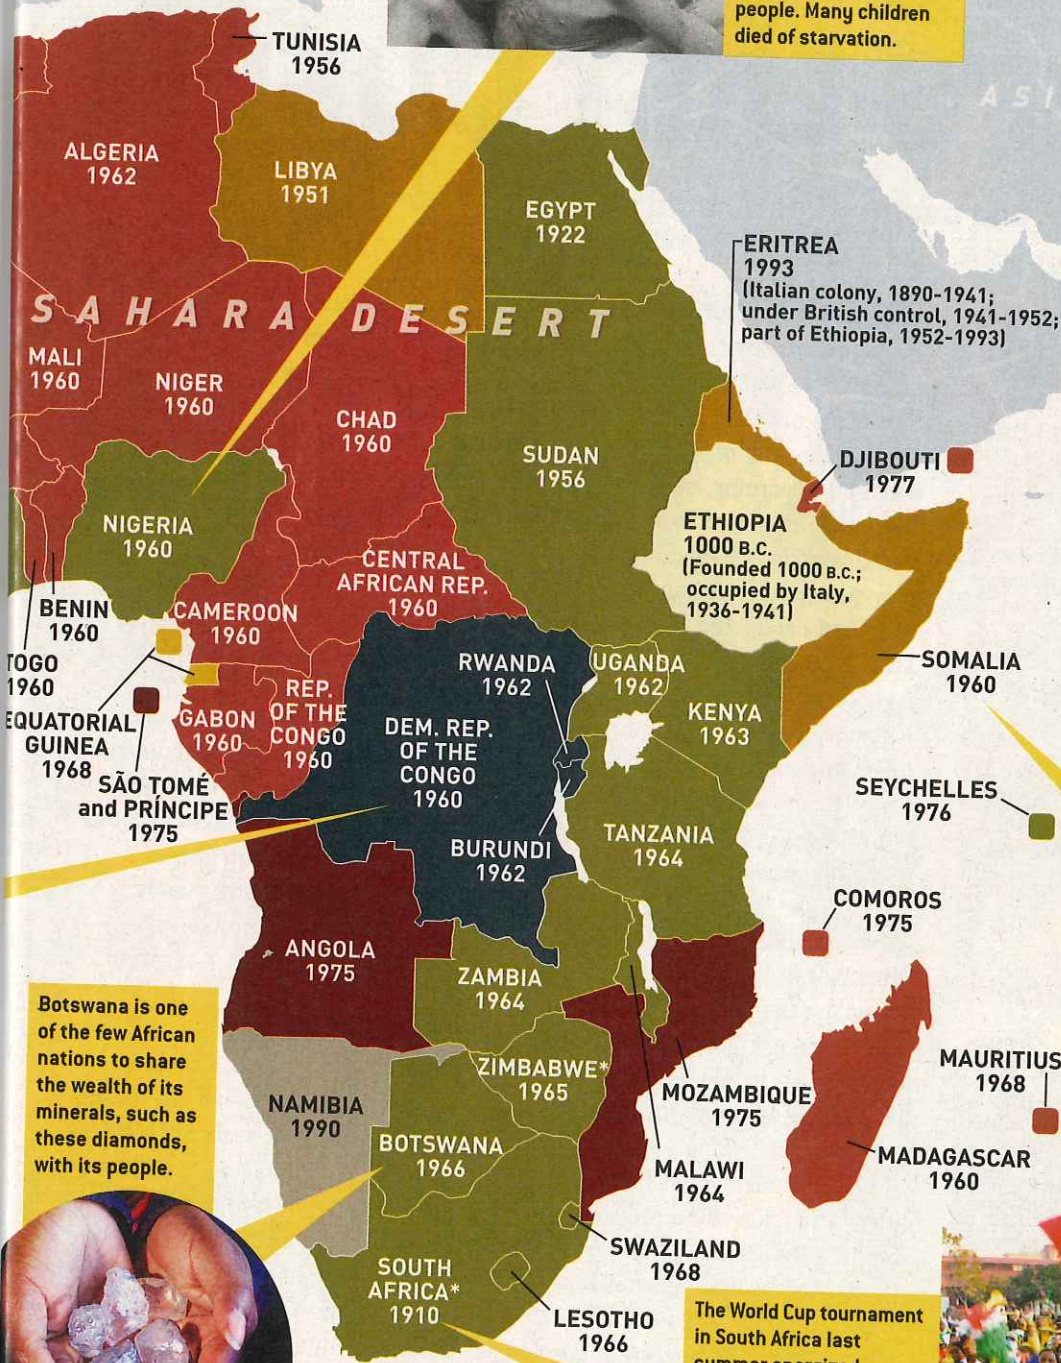 people. Many children
died of starvation.
ASI
TUNISIA
1956
ALGERIA
1962
LIBYA
1951
EGYPT
1922
ERITREA
1993
(Italian colony, 1890-1941;
under British control, 1941-1952;
part of Ethiopia, 1952-1993)
SAHARA DESERT
MALI
1960
NIGER
1960
CHAD
1960
SUDAN
1956
DJIBOUTI
1977
NIGERIA
1960
ETHIOPIA
1000 B.C.
(Founded 1000 B.C.;
occupied by Italy,
1936-1941)
CENTRAL
AFRICAN REP.
1960
BENIN
1960
CAMEROON
1960
TOGO
1960
EQUATORIAL
GUINEA
1968
SÃO TOMÉ
and PRÍNCIPE
1975
GABON
1960
REP.
OF THE
CONGO
1960
DEM. REP.
OF THE
CONGO
1960
RWANDA
1962
UGANDA
1962
KENYA
1963
SOMALIA
1960
SEYCHELLES
1976
BURUNDI
1962
TANZANIA
1964
COMOROS
1975
ANGOLA
1975
ZAMBIA
1964
Botswana is one
of the few African
nations to share
the wealth of its
minerals, such as
these diamonds,
with its people.
NAMIBIA
1990
ZIMBABWE*
1965
MOZAMBIQUE
1975
MAURITIUS
1968
BOTSWANA
1966
MALAWI
1964
MADAGASCAR
1960
SWAZILAND
1968
SOUTH
AFRICA*
1910
LESOTHO
1966
The World Cup tournament
in South Africa last